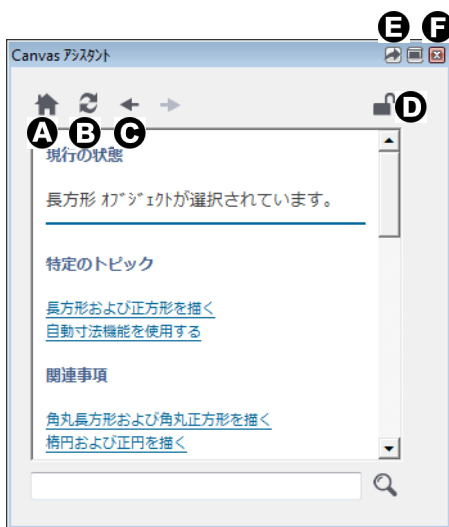 E F
Canvas ｱｼｽﾀﾝﾄ
A B C D
現行の状態
長方形 ｵﾌﾞｼﾞｪｸﾄが選択されています。
特定のトピック
長方形および正方形を描く
自動寸法機能を使用する
関連事項
角丸長方形および角丸正方形を描く
楕円および正円を描く